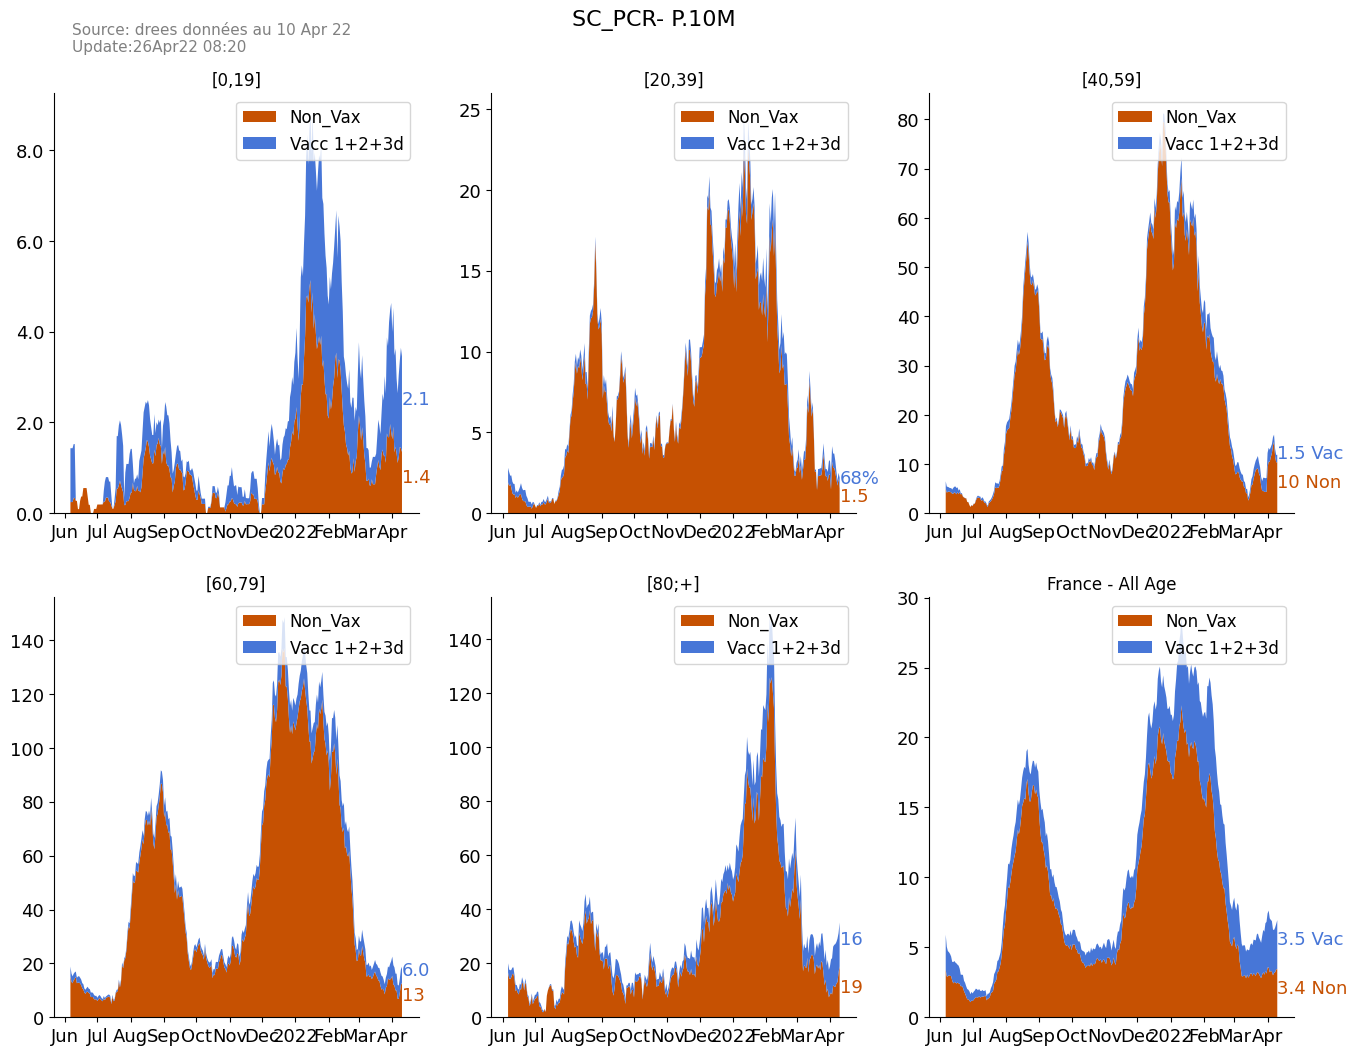 SC_PCR- P.10M
Source: drees données au 10 Apr 22
Update:26Apr22 08:20
[0,19]
Non_Vax
Vacc 1+2+3d
8.0
6.0
4.0
2.0
0.0
2.1
1.4
Jun Jul Aug Sep Oct Nov Dec 2022 Feb Mar Apr
[20,39]
Non_Vax
Vacc 1+2+3d
25
20
15
10
5
0
68%
1.5
Jun Jul Aug Sep Oct Nov Dec 2022 Feb Mar Apr
[40,59]
Non_Vax
Vacc 1+2+3d
80
70
60
50
40
30
20
10
0
1.5 Vac
10 Non
Jun Jul Aug Sep Oct Nov Dec 2022 Feb Mar Apr
[60,79]
Non_Vax
Vacc 1+2+3d
140
120
100
80
60
40
20
0
6.0
13
Jun Jul Aug Sep Oct Nov Dec 2022 Feb Mar Apr
[80;+]
Non_Vax
Vacc 1+2+3d
140
120
100
80
60
40
20
0
16
19
Jun Jul Aug Sep Oct Nov Dec 2022 Feb Mar Apr
France - All Age
Non_Vax
Vacc 1+2+3d
30
25
20
15
10
5
0
3.5 Vac
3.4 Non
Jun Jul Aug Sep Oct Nov Dec 2022 Feb Mar Apr